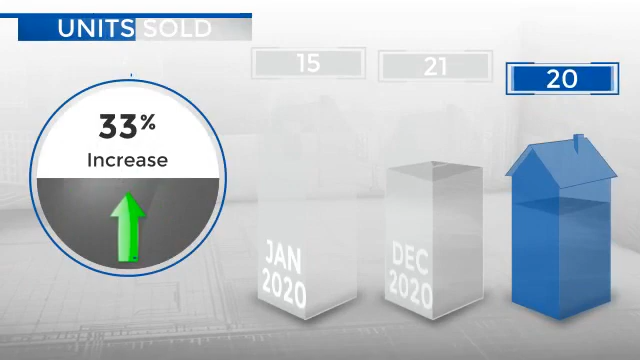 UNITS SOLD
33%
Increase
15
21
20
JAN
2020
DEC
2020